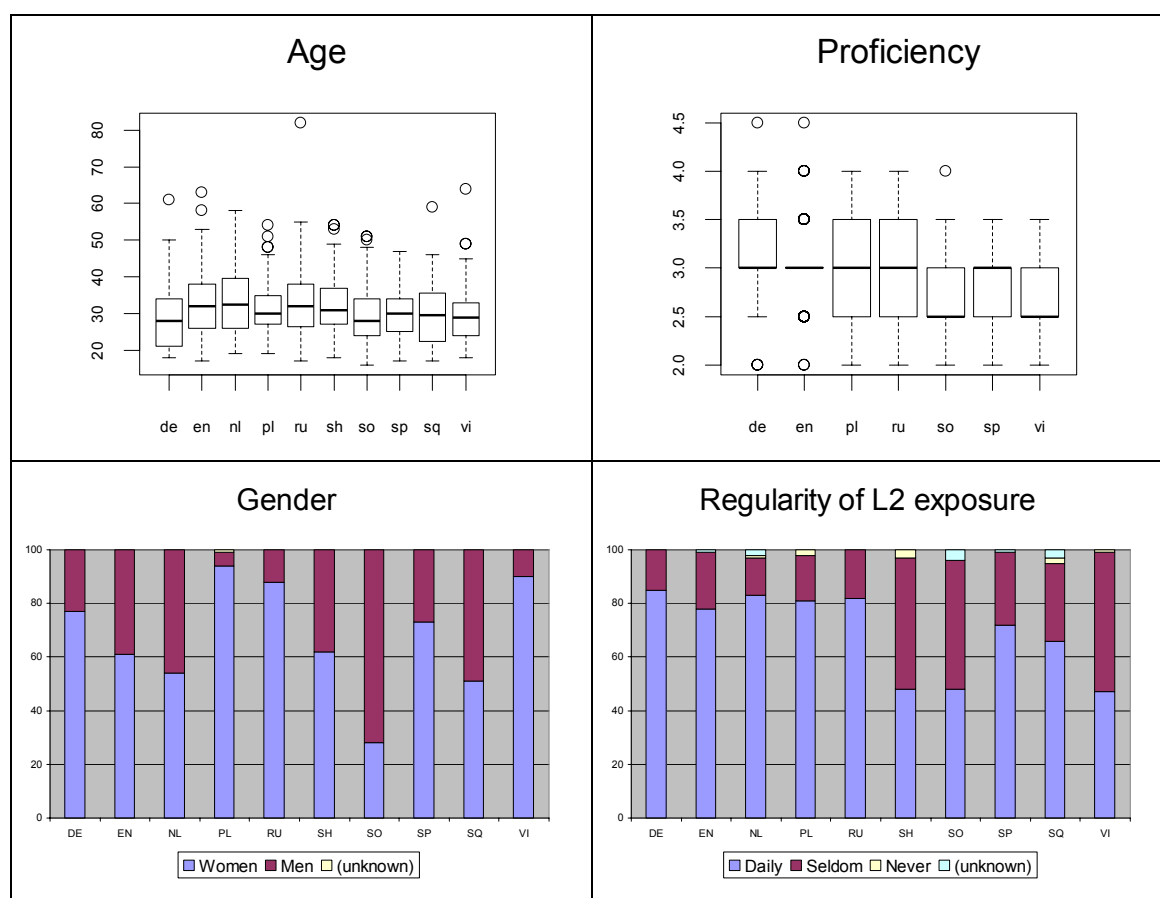 Age
80
70
60
50
40
30
20
de en nl pl ru sh so sp sq vi
Proficiency
4.5
4.0
3.5
3.0
2.5
2.0
de en pl ru so sp vi
Gender
100
80
60
40
20
0
DE EN NL PL RU SH SO SP SQ VI
Women Men (unknown)
Regularity of L2 exposure
100
80
60
40
20
0
DE EN NL PL RU SH SO SP SQ VI
Daily Seldom Never (unknown)